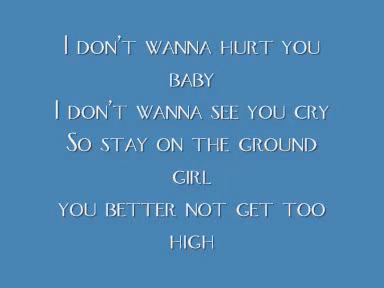 I don't wanna hurt you
baby
I don't wanna see you cry
So stay on the ground
girl
you better not get too
high